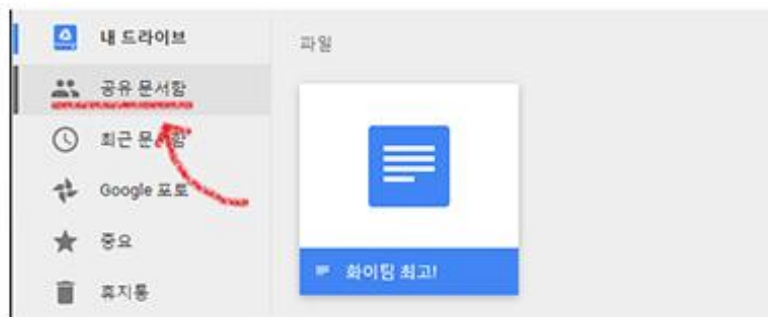 내 드라이브
공유 문서함
최근 문서함
Google 포토
중요
휴지통
파일
화이팀 최고!